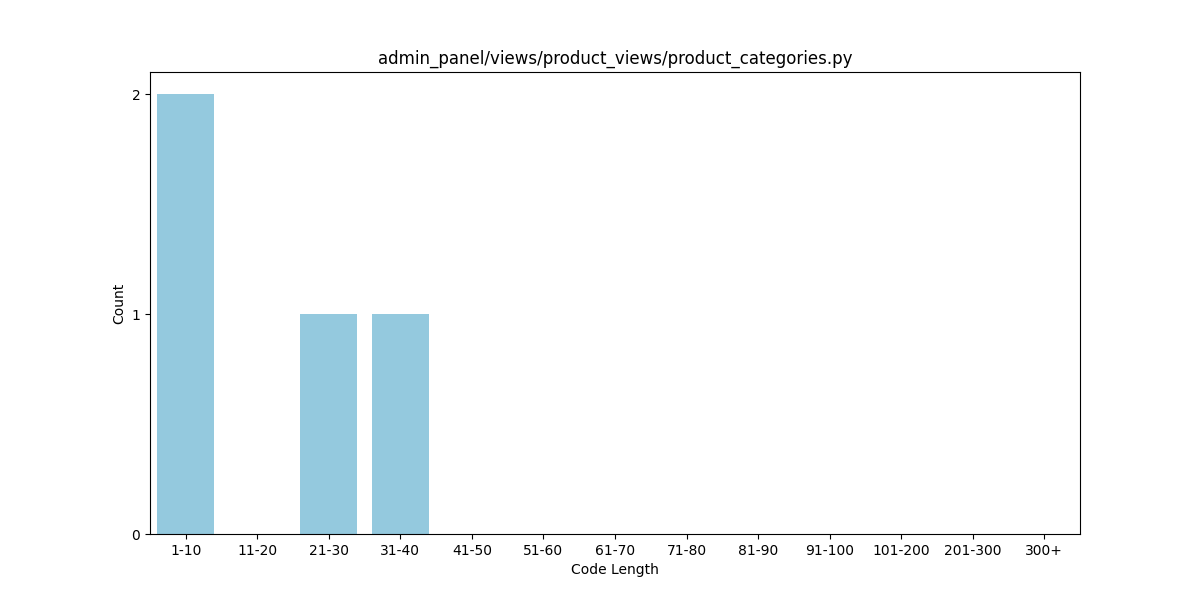 admin_panel/views/product_views/product_categories.py
Count
2
1
0
1-10 11-20 21-30 31-40 41-50 51-60 61-70 71-80 81-90 91-100 101-200 201-300 300+
Code Length